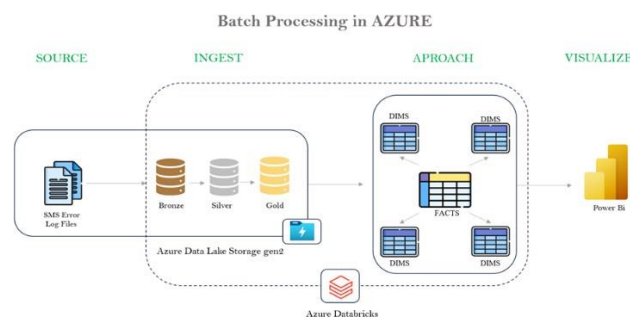 Batch Processing in AZURE
SOURCE
INGEST
APROACH
VISUALIZE
DIMS
DIMS
SMS Error
Log Files
Bronze
Silver
Gold
FACTS
Power Bi
DIMS
DIMS
Azure Data Lake Storage gen2
Azure Databricks